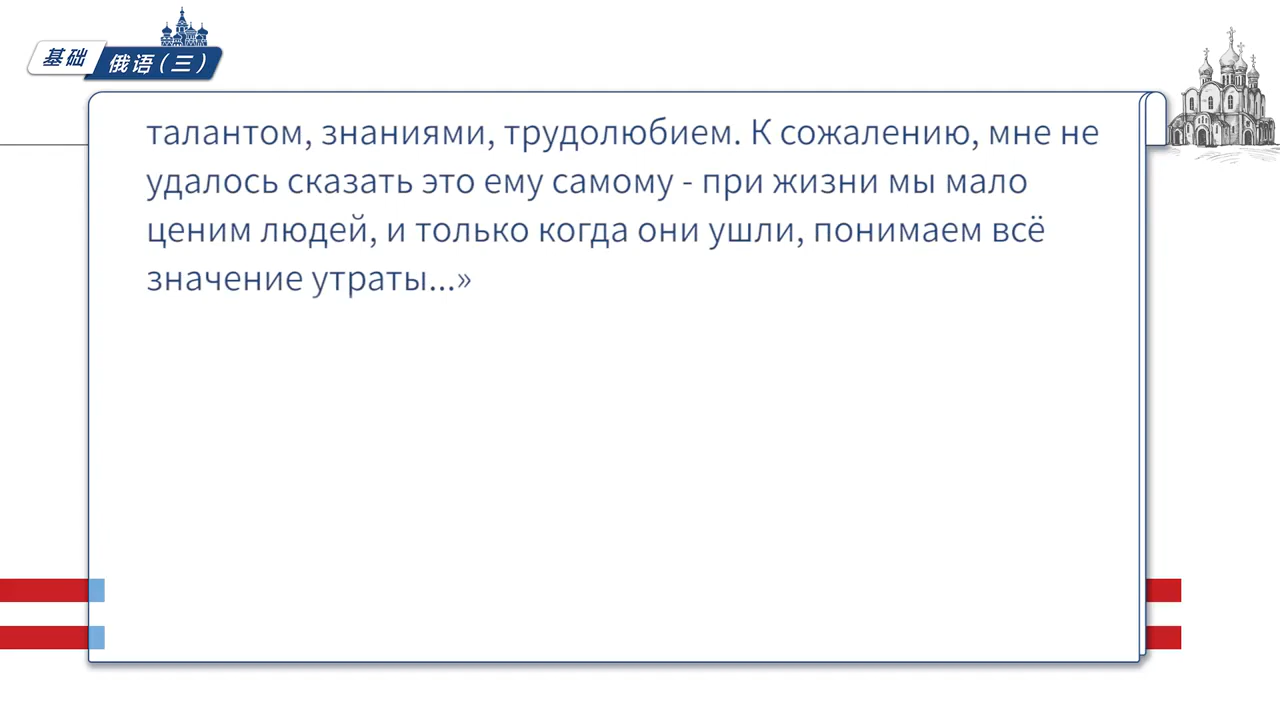 基础
俄语(三)
талантом, знаниями, трудолюбием. К сожалению, мне не
удалось сказать это ему самому - при жизни мы мало
ценим людей, и только когда они ушли, понимаем всё
значение утраты...»